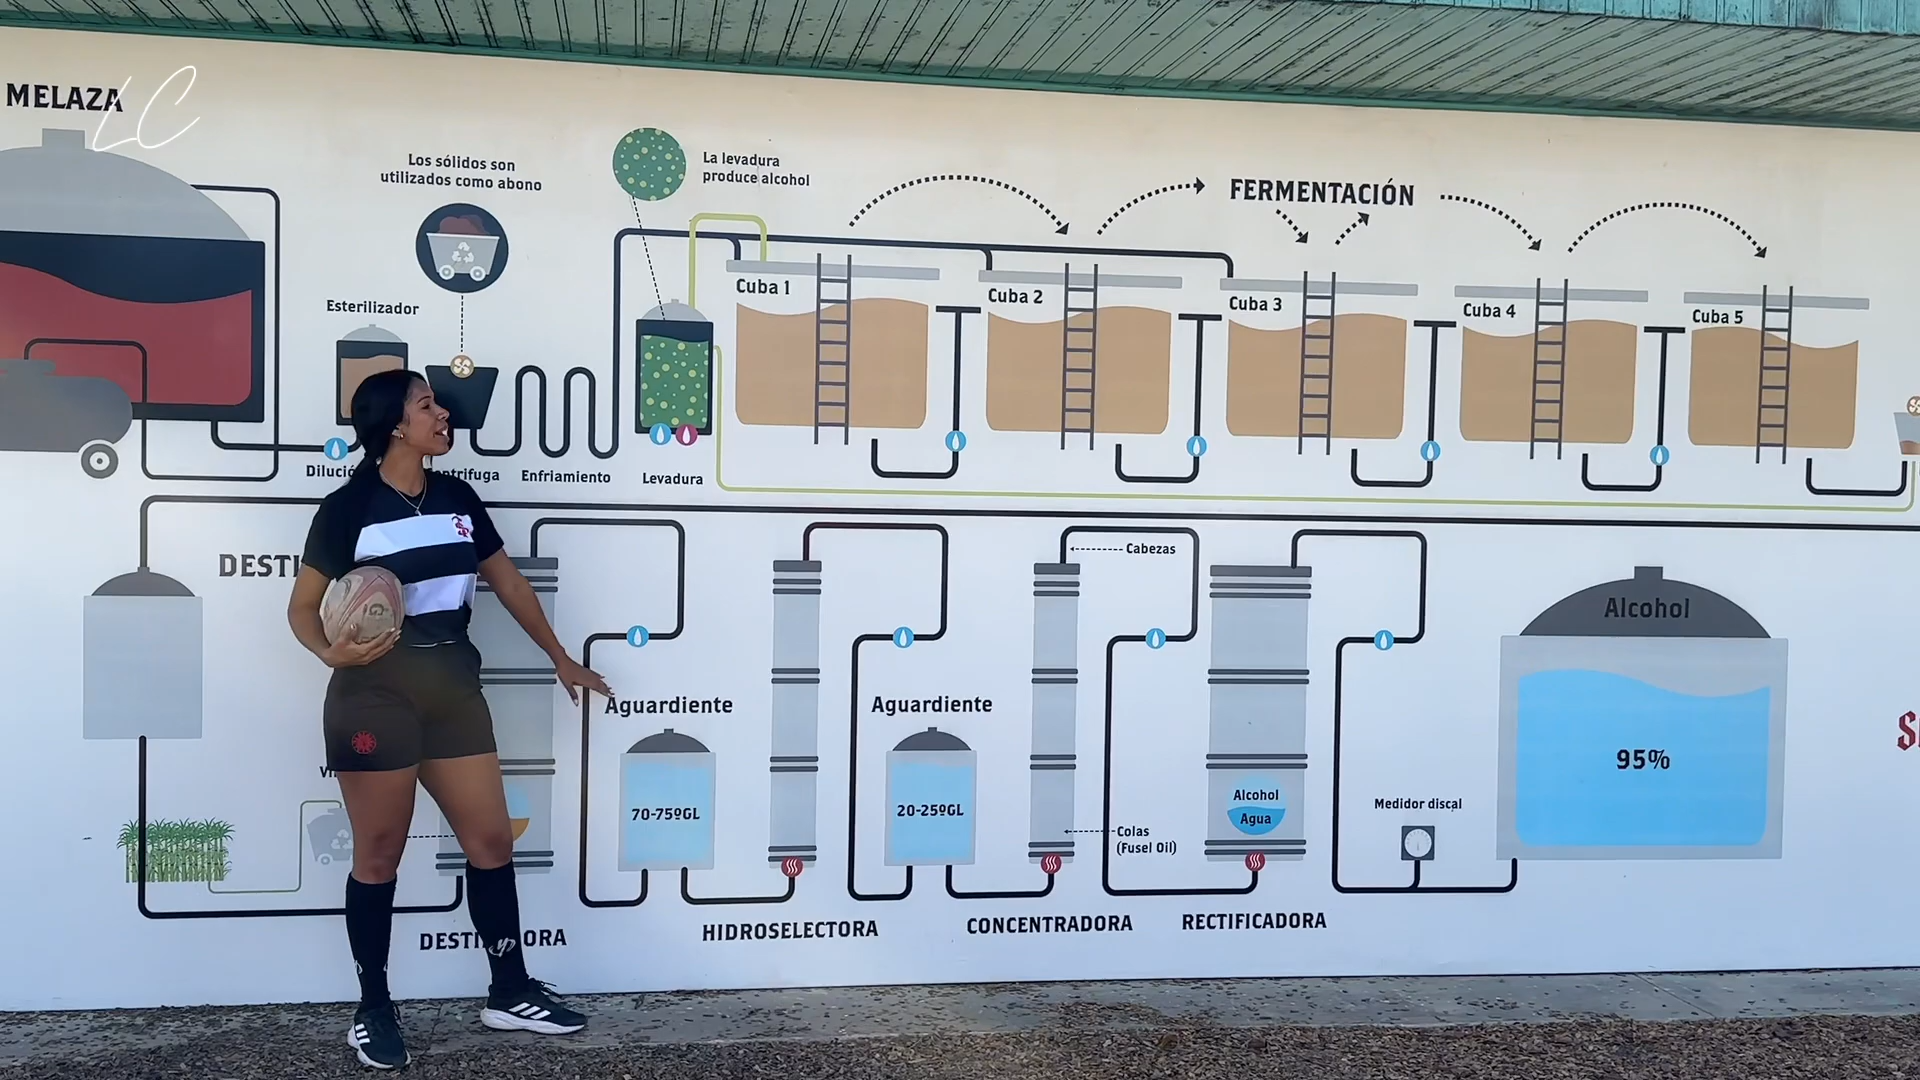 MELAZA
LC
Los sólidos son
utilizados como abono
La levadura
produce alcohol
FERMENTACIÓN
Esterilizador
Cuba 1
Cuba 2
Cuba 3
Cuba 4
Cuba 5
Enfriamiento
Levadura
Cabezas
Alcohol
Aguardiente
Aguardiente
95%
70-75ºGL
20-25ºGL
Alcohol
Agua
Medidor discal
Colas
(Fusel Oil)
HIDROSELECTORA
CONCENTRADORA
RECTIFICADORA